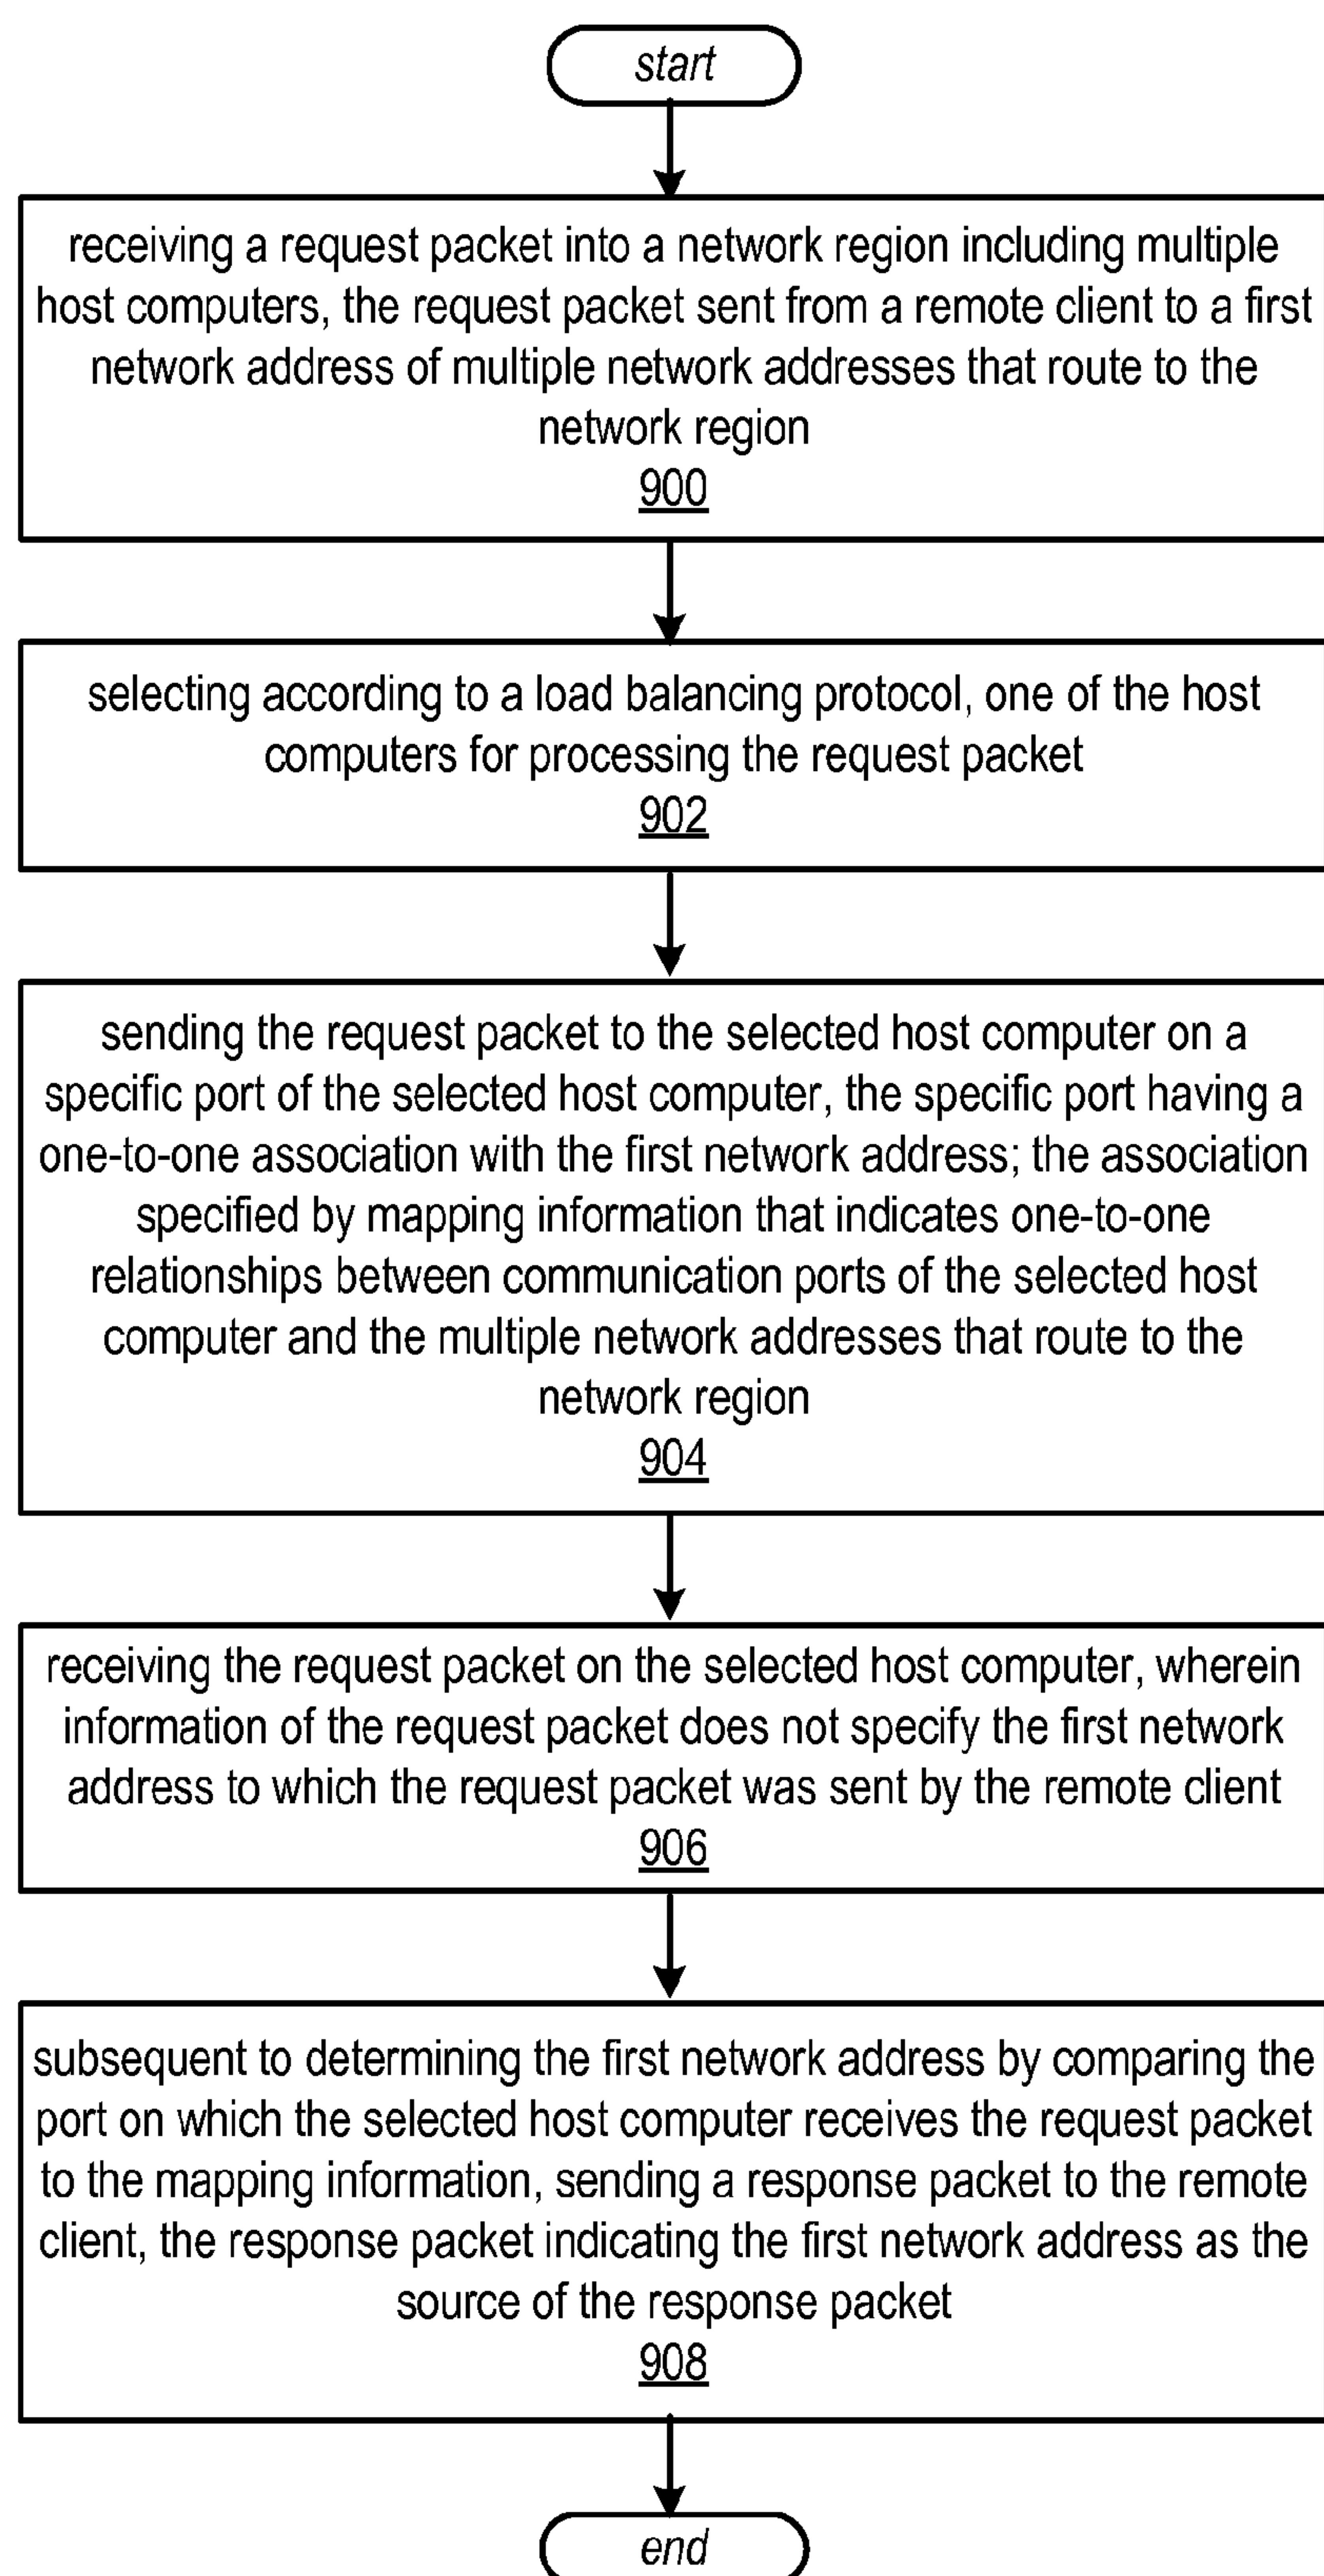 start
receiving a request packet into a network region including multiple
host computers, the request packet sent from a remote client to a first
network address of multiple network addresses that route to the
network region
900
selecting according to a load balancing protocol, one of the host
computers for processing the request packet
902
sending the request packet to the selected host computer on a
specific port of the selected host computer, the specific port having a
one-to-one association with the first network address; the association
specified by mapping information that indicates one-to-one
relationships between communication ports of the selected host
computer and the multiple network addresses that route to the
network region
904
receiving the request packet on the selected host computer, wherein
information of the request packet does not specify the first network
address to which the request packet was sent by the remote client
906
subsequent to determining the first network address by comparing the
port on which the selected host computer receives the request packet
to the mapping information, sending a response packet to the remote
client, the response packet indicating the first network address as the
source of the response packet
908
end